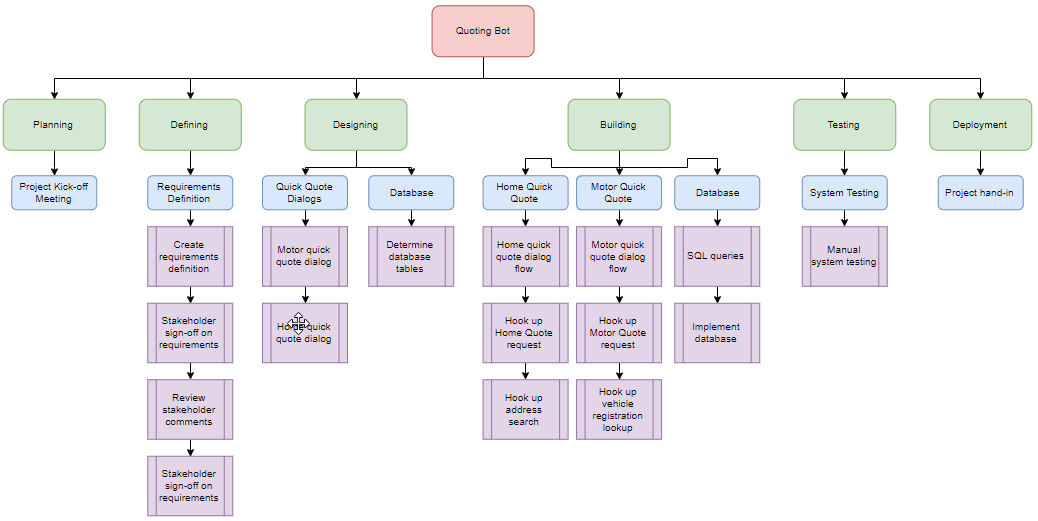 Quoting Bot
Planning
Defining
Designing
Building
Testing
Deployment
Project Kick-off
Meeting
Requirements
Definition
Quick Quote
Dialogs
Database
Home Quick
Quote
Motor Quick
Quote
Database
System Testing
Project hand-in
Create
requirements
definition
Motor quick
quote dialog
Determine
database
tables
Home quick
quote dialog
flow
Motor quick
quote dialog
flow
SQL queries
Manual
system testing
Stakeholder
sign-off on
requirements
Home quick
quote dialog
Hook up
Home Quote
request
Hook up
Motor Quote
request
Implement
database
Review
stakeholder
comments
Hook up
address
search
Hook up
vehicle
registration
lookup
Stakeholder
sign-off on
requirements